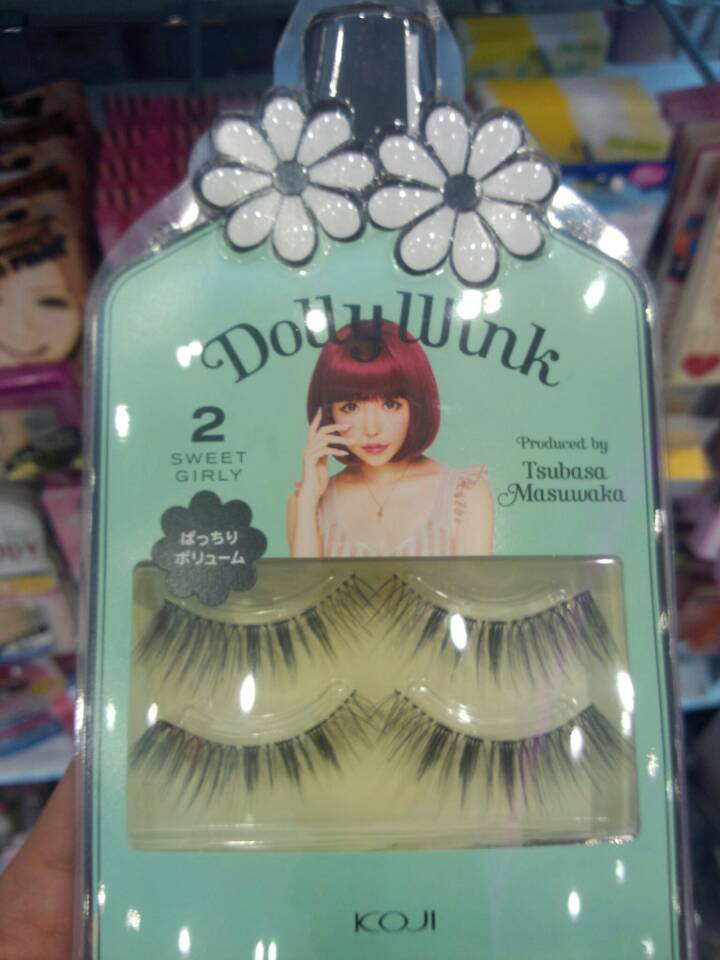 Dolly Wink
2
SWEET
GIRLY
Produced by
Tsubasa
Masuwaka
ぱっちり
ボリューム
KOJI